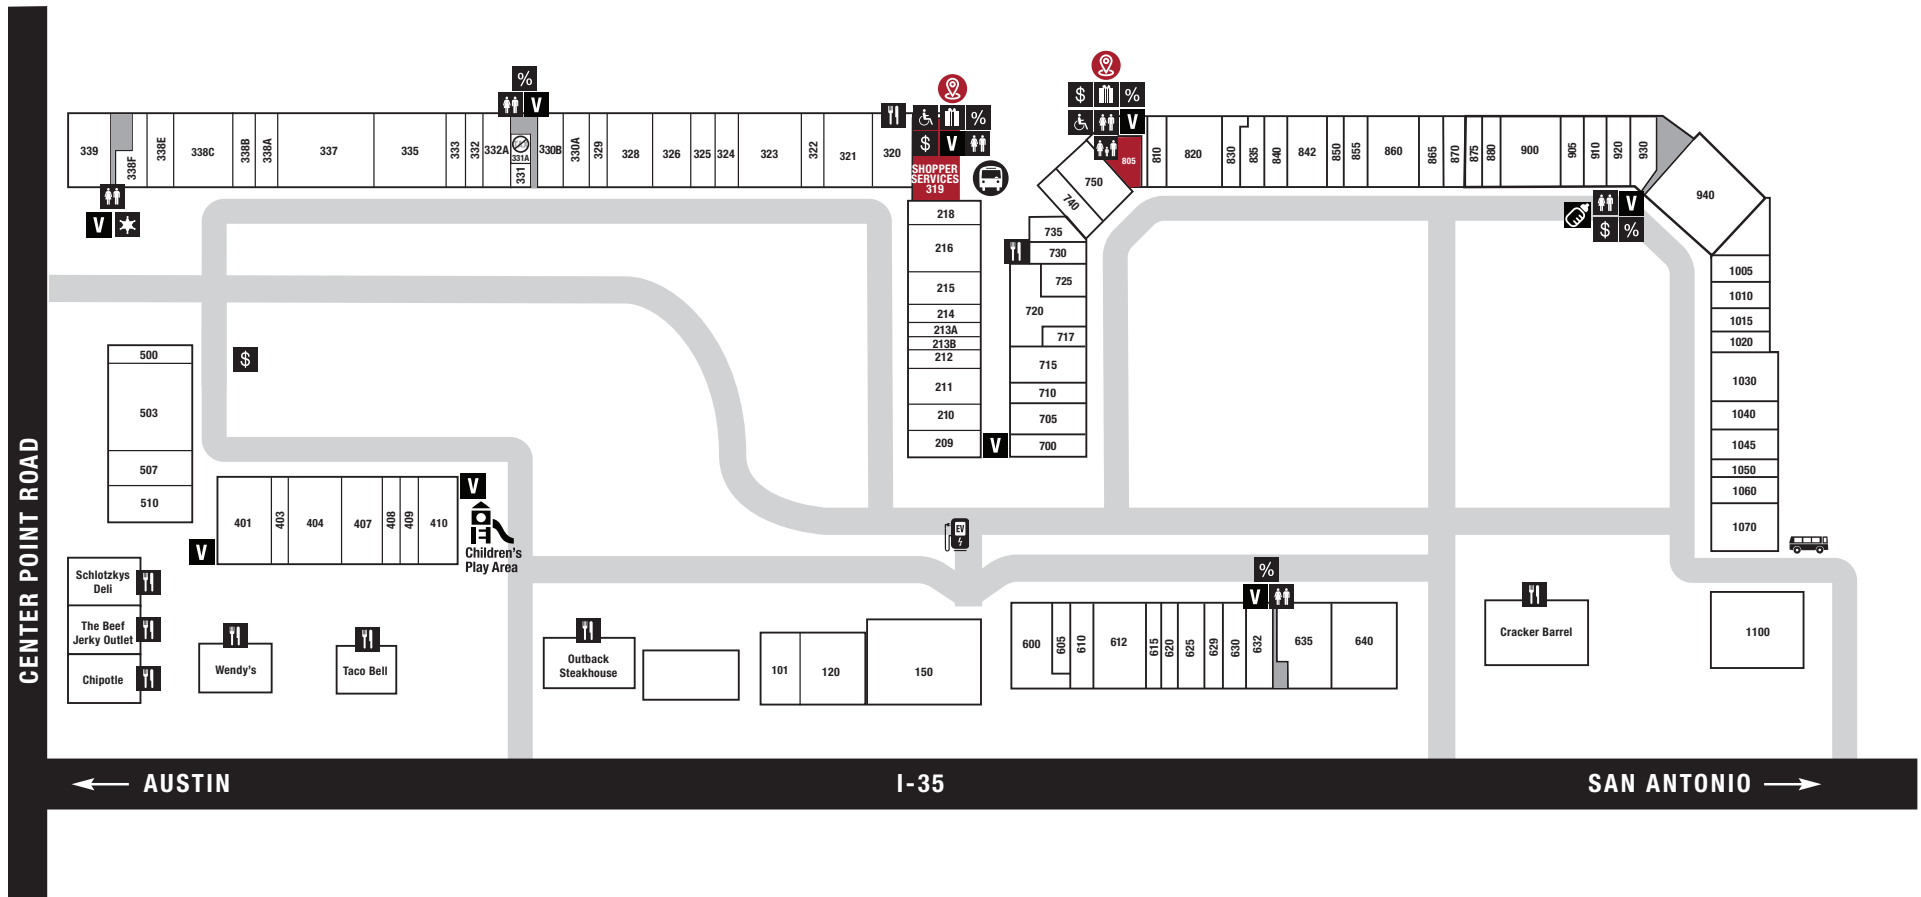 CENTER POINT ROAD
339
338F
338E
338C
338B
338A
337
335
333
332
332A
331A
331
330B
330A
329
328
326
325
324
323
322
321
320
%
V
V
%
$
V
SHOPPER
SERVICES
319
218
216
215
214
213A
213B
212
211
210
209
V
$
%
V
805
750
740
735
730
725
720
717
715
710
705
700
810
820
830
835
840
842
850
855
860
865
870
875
880
900
905
910
920
930
940
V
$
%
1005
1010
1015
1020
1030
1040
1045
1050
1060
1070
1100
500
503
507
510
$
401
403
404
407
408
409
410
V
V
Children's
Play Area
EV
Schlotzkys
Deli
The Beef
Jerky Outlet
Chipotle
Wendy's
Taco Bell
Outback
Steakhouse
101
120
150
600
605
610
612
615
620
625
629
630
632
635
640
%
V
Cracker Barrel
AUSTIN
I-35
SAN ANTONIO